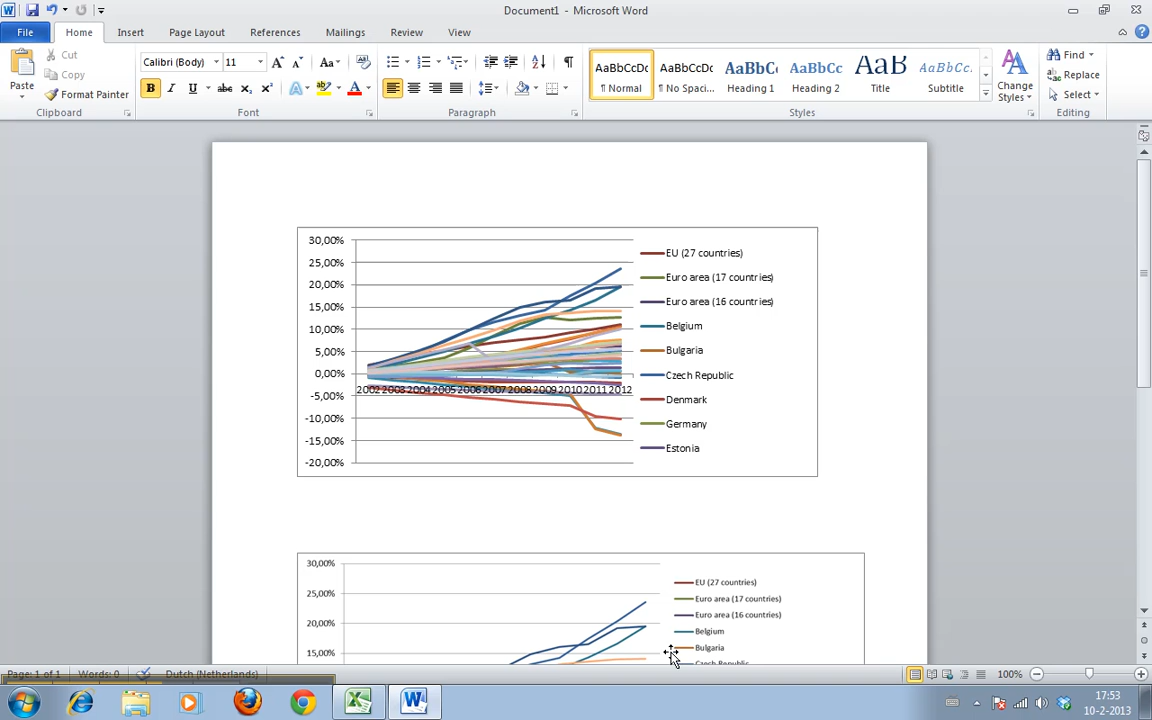 Document1 - Microsoft Word
File Home Insert Page Layout References Mailings Review View
Paste
Cut
Copy
Format Painter
Clipboard
Calibri (Body) 11
Font
Paragraph
AaBbCcDc AaBbCcDc AaBbCc AaBbCc AaB AaBbCc.
¶ Normal ¶ No Spaci... Heading 1 Heading 2 Title Subtitle
Styles
Change Styles
Find
Replace
Select
Editing
30,00%
25,00%
20,00%
15,00%
10,00%
5,00%
0,00%
-5,00%
-10,00%
-15,00%
-20,00%
2002 2003 2004 2005 2006 2007 2008 2009 2010 2011 2012
EU (27 countries)
Euro area (17 countries)
Euro area (16 countries)
Belgium
Bulgaria
Czech Republic
Denmark
Germany
Estonia
30,00%
25,00%
20,00%
15,00%
EU (27 countries)
Euro area (17 countries)
Euro area (16 countries)
Belgium
Bulgaria
Czech Republic
Page: 1 of 1 Words: 0 Dutch (Netherlands) 100%
17:53
10-2-2013